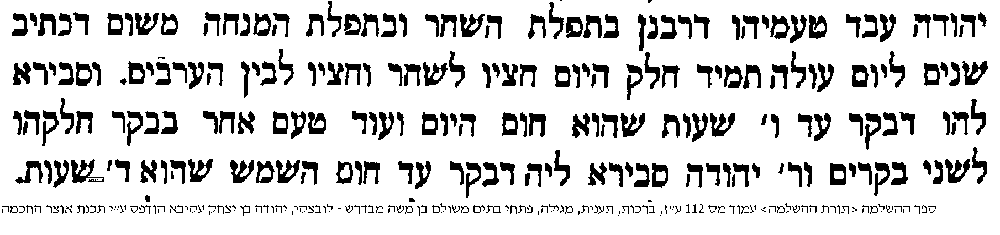 יהודה עבד טעמיהו דרבנן בתפלת השחר ובתפלת המנחה משום דכתיב
שנים ליום עולה תמיד חלק היום חציו לשחר וחציו לבין הערבים. וסבירא
להו דבקר עד ו׳ שעות שהוא חום היום ועוד טעם אחר בבקר חלקהו
לשני בקרים ור׳ יהודה סבירא ליה דבקר עד חום השמש שהוא ד׳ שעות.
ספר ההשלמה <תורת ההשלמה> עמוד מס 112 ע״ז, ברכות, תענית, מגילה, פתחי בתים משולם בן משה מבדרש - לובצקי, יהודה בן יצחק עקיבא הודפס ע״י תכנת אוצר החכמה